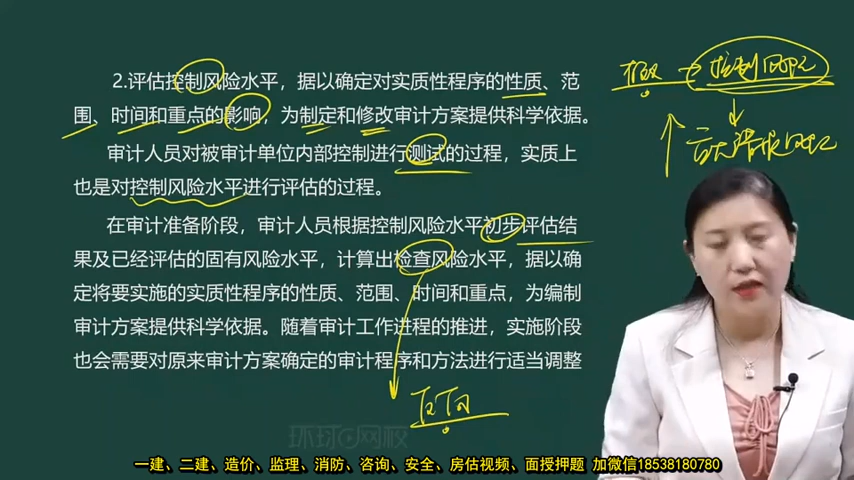 2.评估控制风险水平，据以确定对实质性程序的性质、范
围、时间和重点的影响，为制定和修改审计方案提供科学依据。
审计人员对被审计单位内部控制进行测试的过程，实质上
也是对控制风险水平进行评估的过程。
在审计准备阶段，审计人员根据控制风险水平初步评估结
果及已经评估的固有风险水平，计算出检查风险水平，据以确
定将要实施的实质性程序的性质、范围、时间和重点，为编制
审计方案提供科学依据。随着审计工作进程的推进，实施阶段
也会需要对原来审计方案确定的审计程序和方法进行适当调整
控制风险
环球网校
一建、二建、造价、监理、消防、咨询、安全、房估视频、面授押题 加微信18538180780